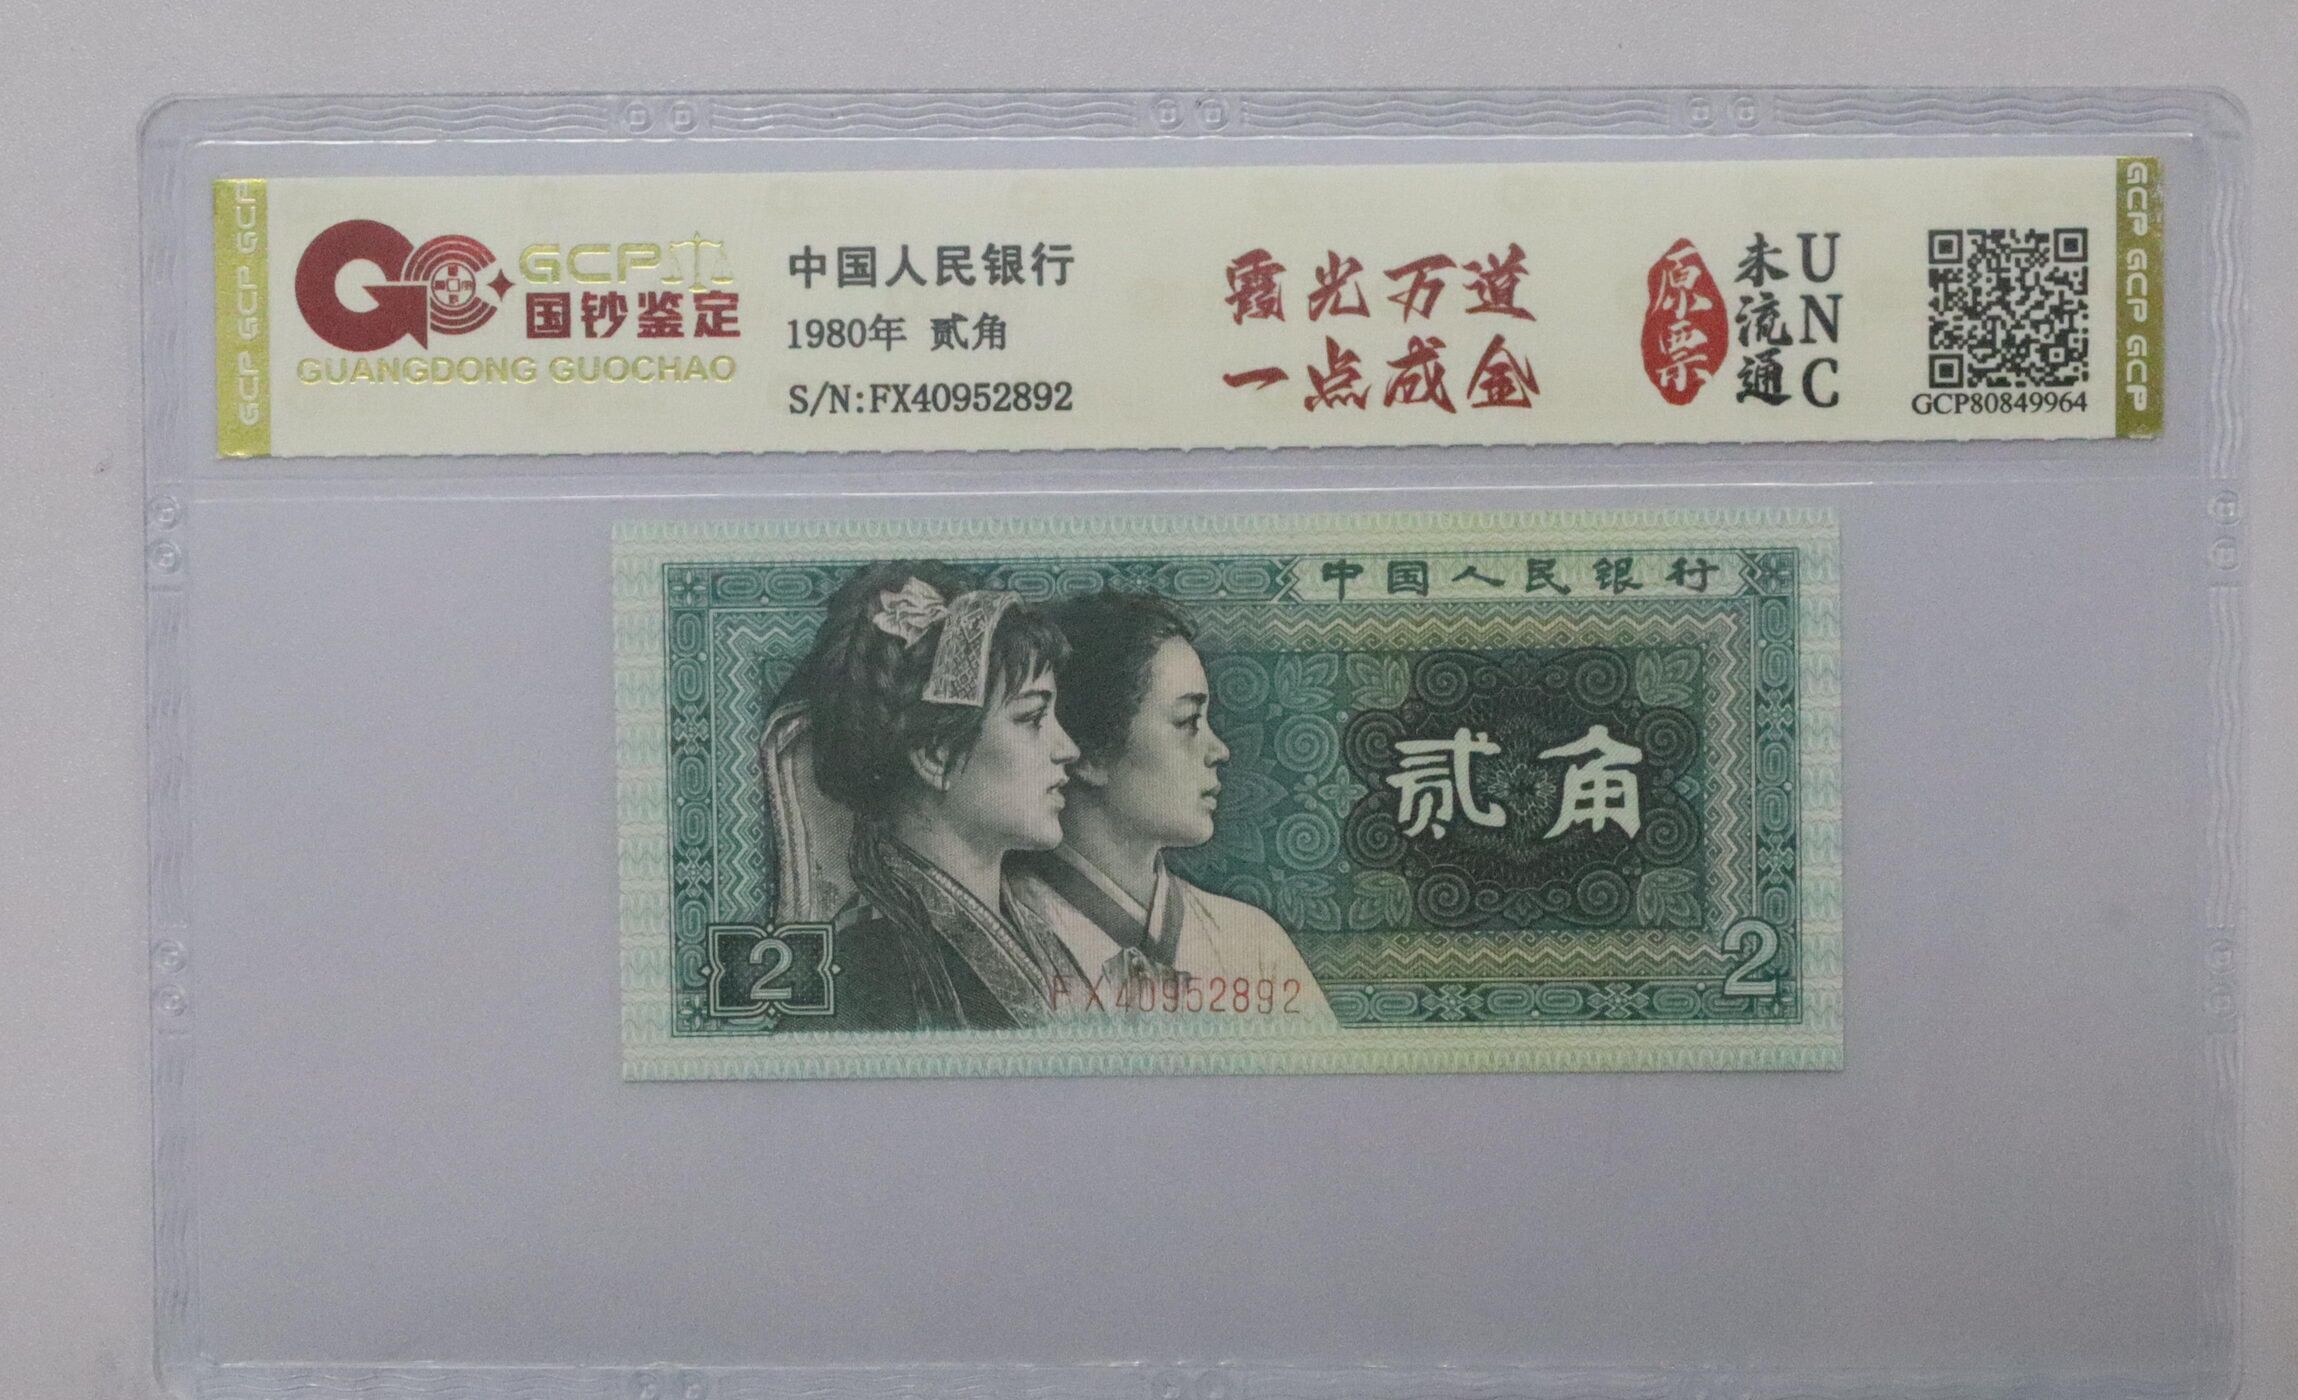 GCP
国钞鉴定
GUANGDONG GUOCHAO
中国人民银行
1980年 贰角
S/N:FX40952892
霞光万道
一点成金
原票
未流通
UNC
GCP80849964
GCP GCP GCP
GCP GCP GCP
中国人民银行
贰角
2
2
FX40952892